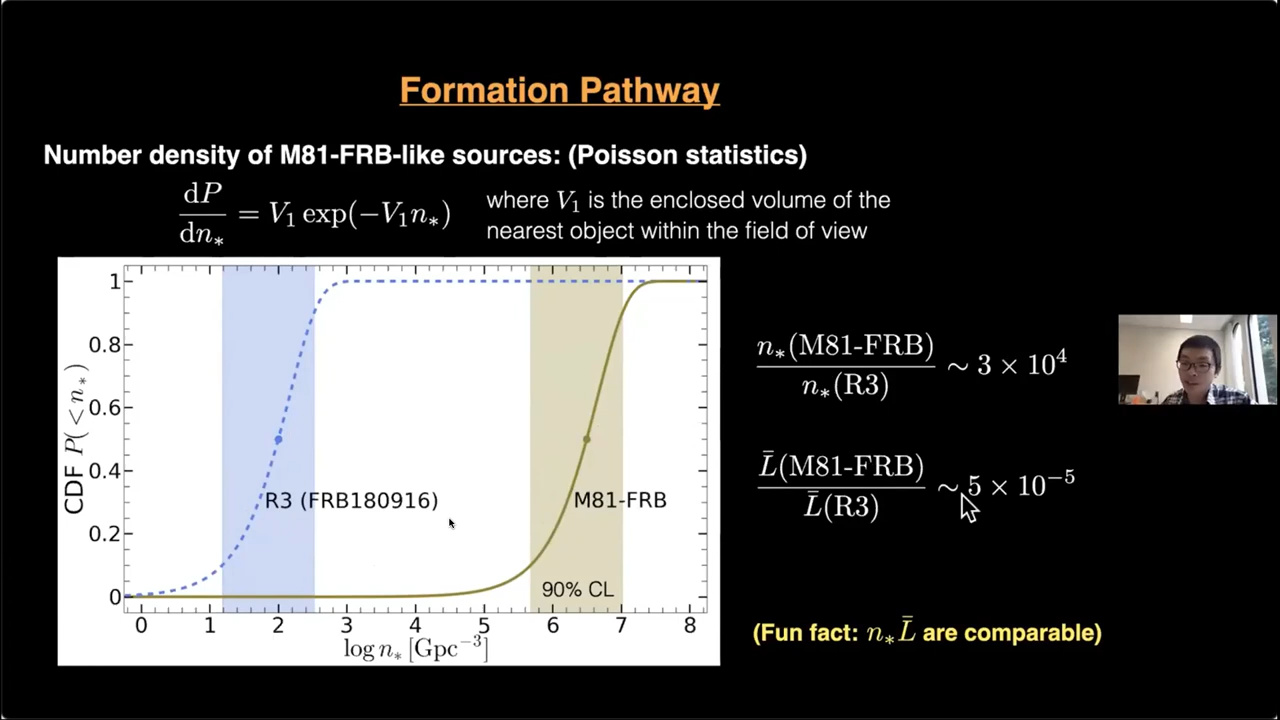 Formation Pathway
Number density of M81-FRB-like sources: (Poisson statistics)
dP/dn* = V₁ exp(−V₁n*)
where V₁ is the enclosed volume of the
nearest object within the field of view
CDF P(< n*)
1
0.8
0.6
0.4
0.2
0
R3 (FRB180916)
M81-FRB
90% CL
0 1 2 3 4 5 6 7 8
log n* [Gpc⁻³]
n*(M81-FRB)/n*(R3) ∼ 3 × 10⁴
L̄(M81-FRB)/L̄(R3) ∼ 5 × 10⁻⁵
(Fun fact: n*L̄ are comparable)